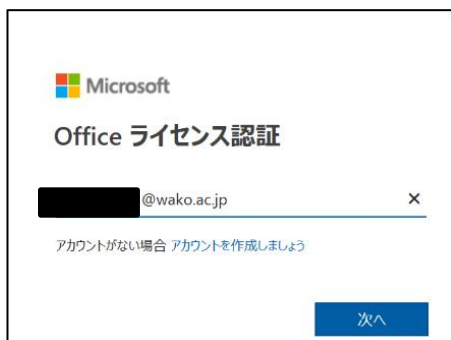 Microsoft
Office ライセンス認証
@wako.ac.jp ×
アカウントがない場合 アカウントを作成しましょう
次へ